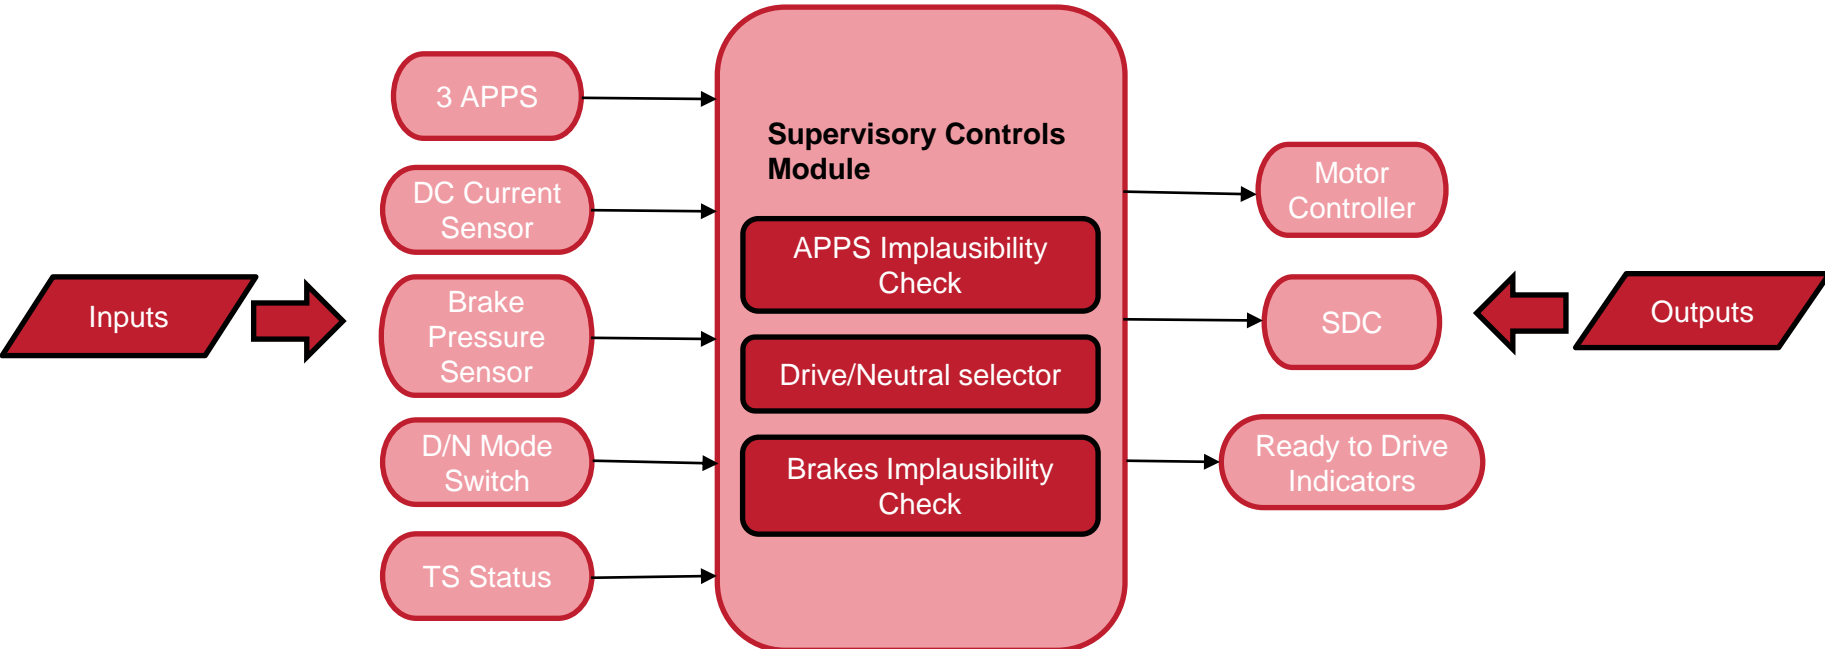 Inputs
3 APPS
DC Current
Sensor
Brake
Pressure
Sensor
D/N Mode
Switch
TS Status
Supervisory Controls
Module
APPS Implausibility
Check
Drive/Neutral selector
Brakes Implausibility
Check
Motor
Controller
SDC
Ready to Drive
Indicators
Outputs